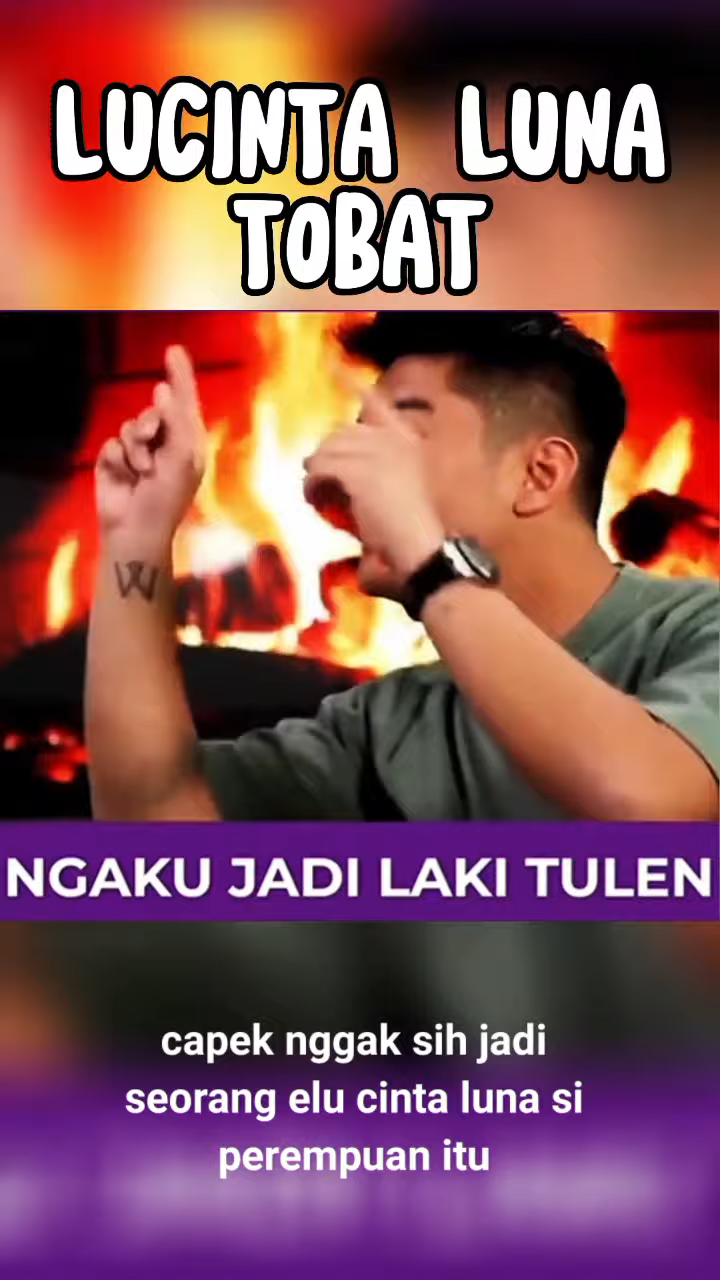 LUCINTA LUNA
TOBAT
W
NGAKU JADI LAKI TULEN
capek nggak sih jadi
seorang elu cinta luna si
perempuan itu